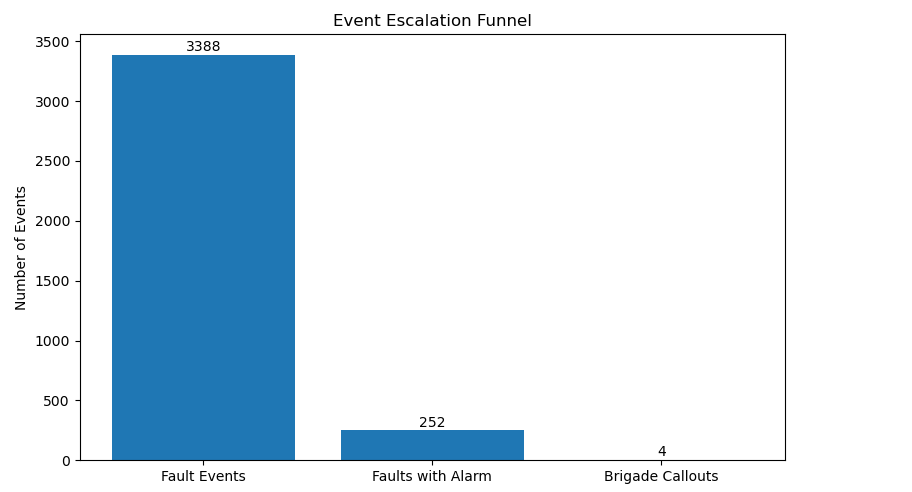 Event Escalation Funnel
Number of Events
3500
3000
2500
2000
1500
1000
500
0
3388
252
4
Fault Events
Faults with Alarm
Brigade Callouts